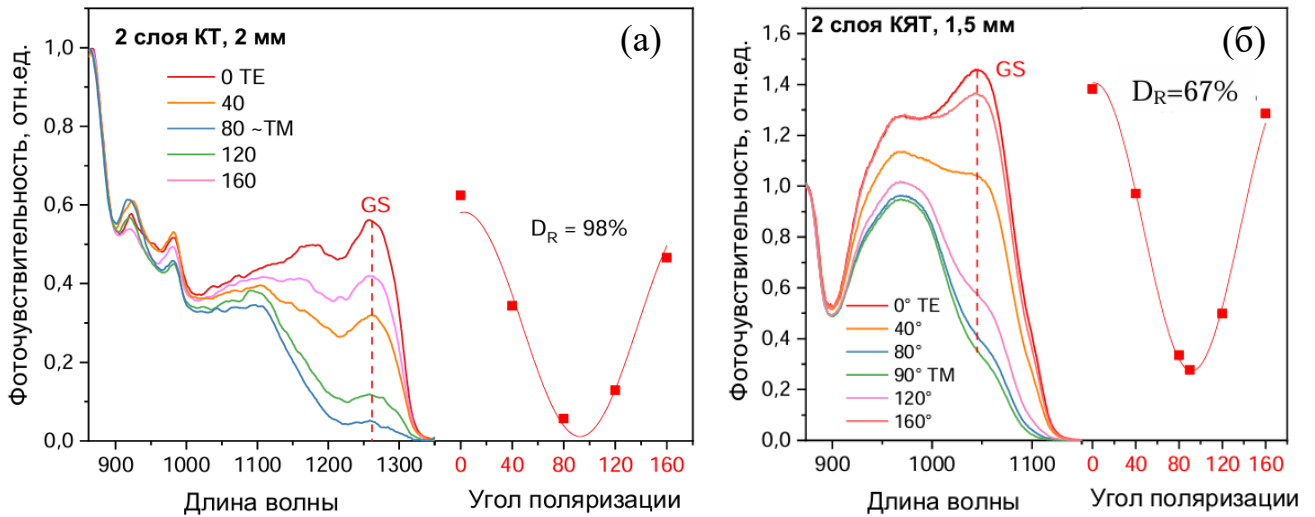 2 слоя КТ, 2 мм
(а)
0 TE
40
80 ~TM
120
160
GS
D_R = 98%
Фоточувствительность, отн.ед.
1,0
0,8
0,6
0,4
0,2
0,0
900 1000 1100 1200 1300
0 40 80 120 160
Длина волны
Угол поляризации
2 слоя КЯТ, 1,5 мм
(б)
GS
D_R=67%
0° TE
40°
80°
90° TM
120°
160°
Фоточувствительность, отн.ед.
1,6
1,4
1,2
1,0
0,8
0,6
0,4
0,2
0,0
900 1000 1100
0 40 80 120 160
Длина волны
Угол поляризации